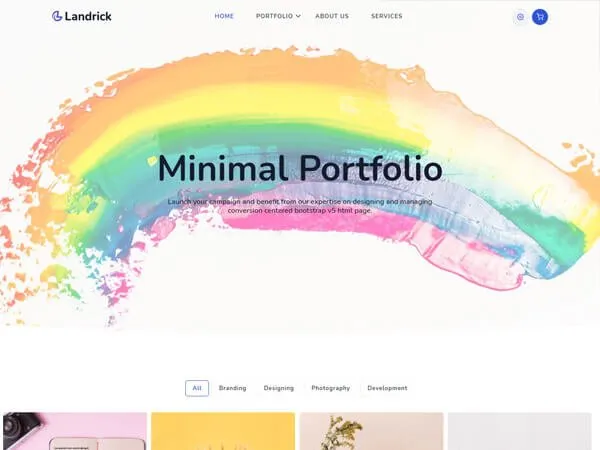 Landrick
HOME PORTFOLIO ABOUT US SERVICES
Minimal Portfolio
Launch your campaign and benefit from our expertise on designing and managing
conversion centered bootstrap v5 html page.
All Branding Designing Photography Development